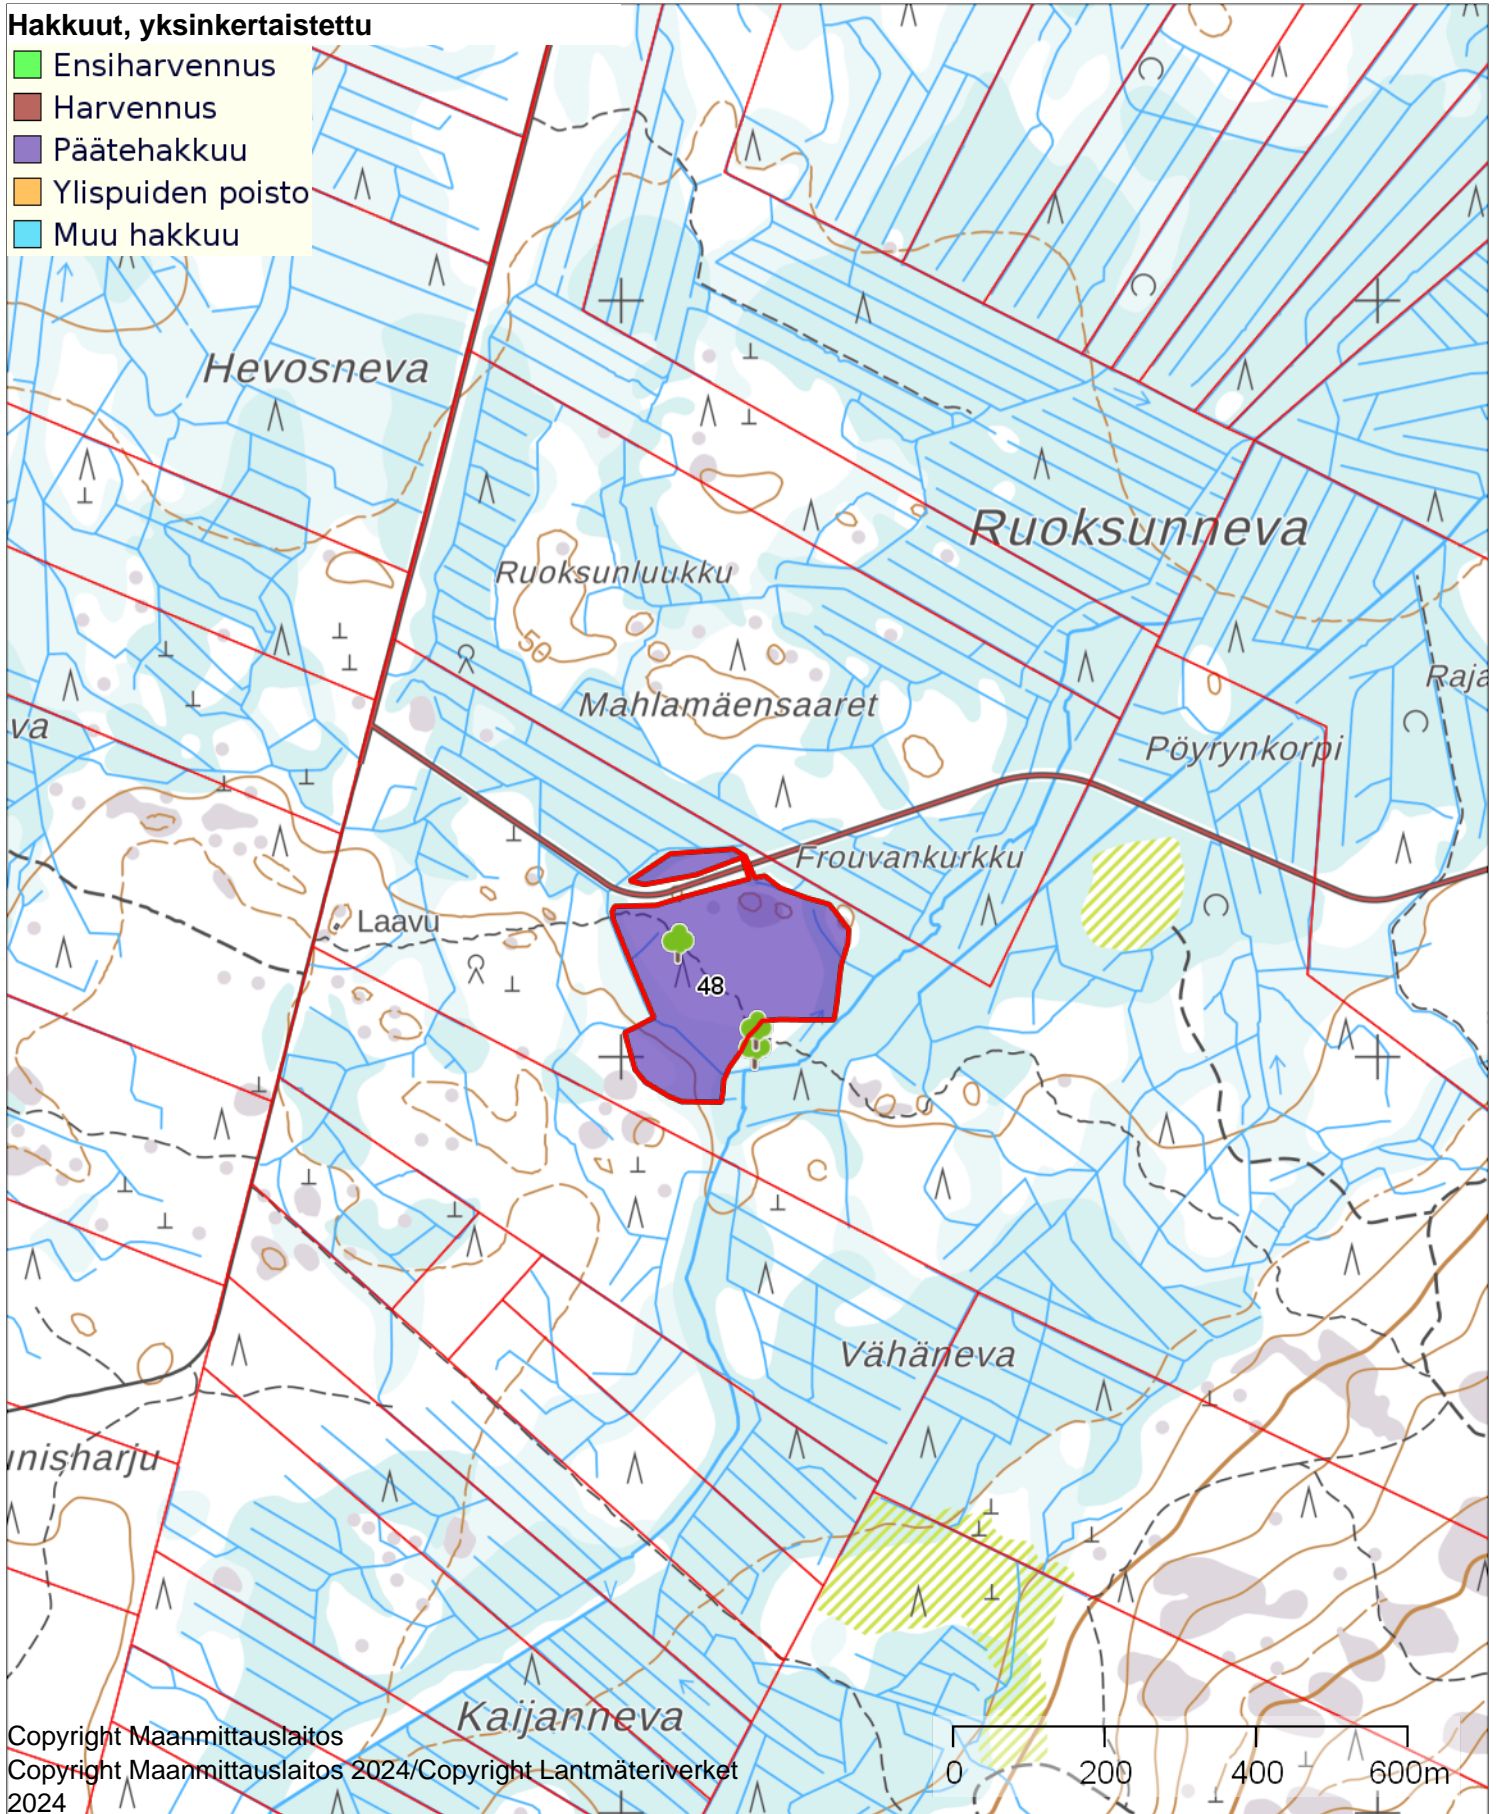 Hakkuut, yksinkertaistettu
Ensiharvennus
Harvennus
Päätehakkuu
Ylispuiden poisto
Muu hakkuu
Hevosneva
Ruoksunneva
Ruoksunluukku
50
Mahlamäensaaret
Raja
va
Pöyrynkorpi
Frouvankurkku
Laavu
48
Vähäneva
unisharju
Kaijanneva
Copyright Maanmittauslaitos
Copyright Maanmittauslaitos 2024/Copyright Lantmäteriverket
2024
0 200 400 600m